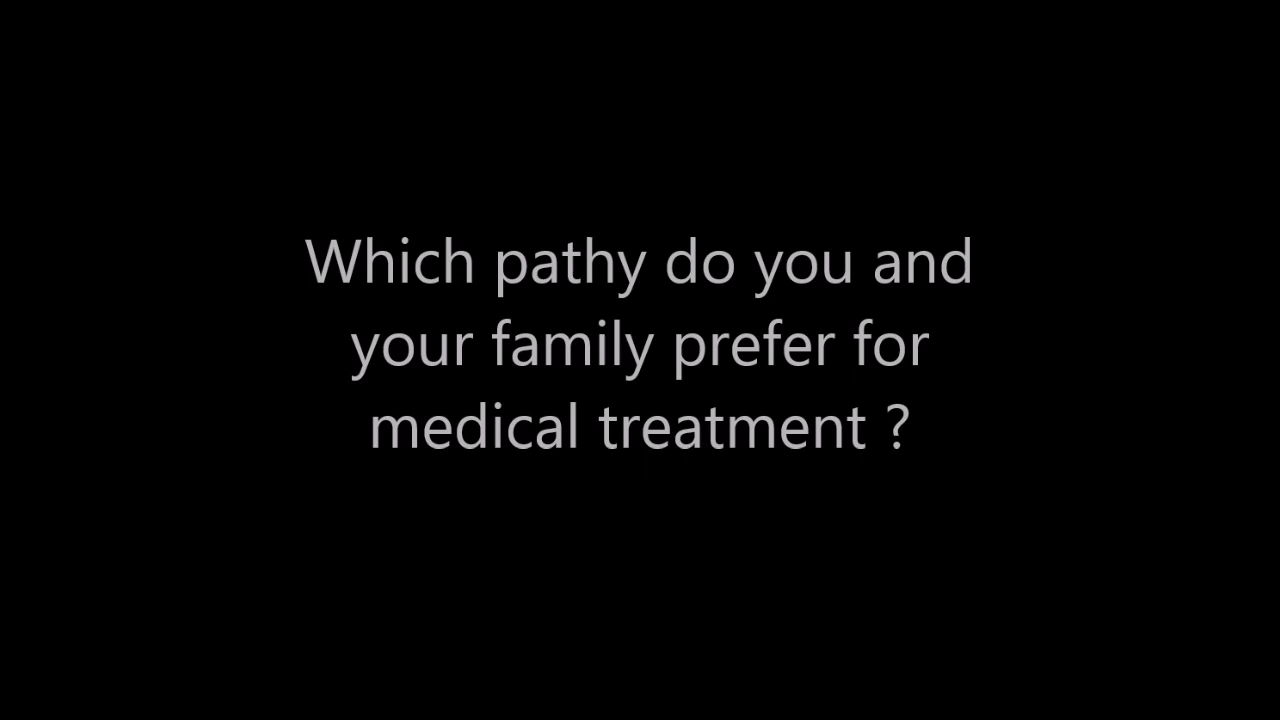 Which pathy do you and
your family prefer for
medical treatment ?